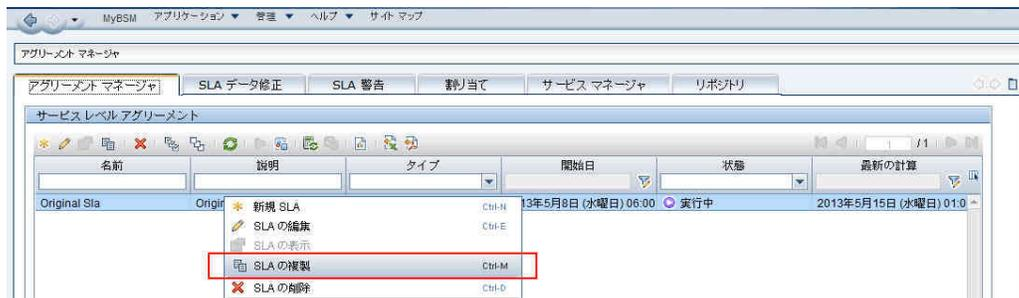 MyBSM アプリケーション ▼ 管理 ▼ ヘルプ ▼ サイト マップ
アグリーメント マネージャ
アグリーメント マネージャ SLA データ修正 SLA 警告 割り当て サービス マネージャ リポジトリ
サービス レベル アグリーメント
1 /1
名前 説明 タイプ 開始日 状態 最新の計算
Original Sla Origin 13年5月8日 (水曜日) 06:00 実行中 2013年5月15日 (水曜日) 01:0
新規 SLA Ctrl-N
SLA の編集 Ctrl-E
SLA の表示
SLA の複製 Ctrl-M
SLA の削除 Ctrl-D